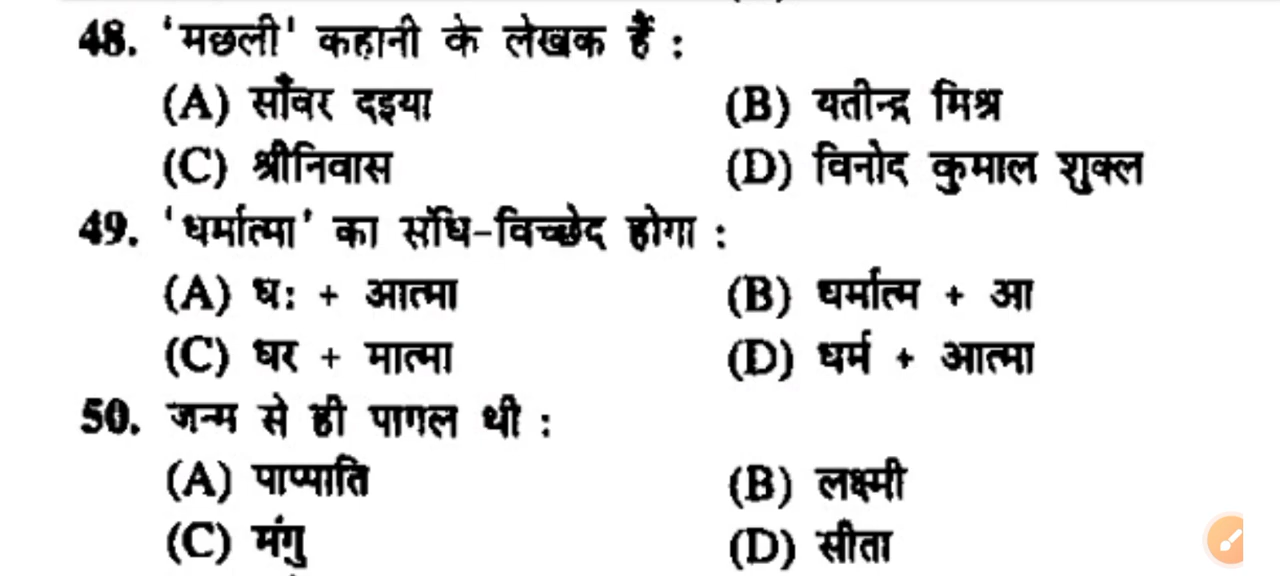 48. 'मछली' कहानी के लेखक हैं :
(A) साँवर दइया (B) यतीन्द्र मिश्र
(C) श्रीनिवास (D) विनोद कुमाल शुक्ल
49. 'धर्मात्मा' का संधि-विच्छेद होगा :
(A) धः + आत्मा (B) धर्मात्म + आ
(C) धर + मात्मा (D) धर्म + आत्मा
50. जन्म से ही पागल थी :
(A) पाप्पाति (B) लक्ष्मी
(C) मंगु (D) सीता